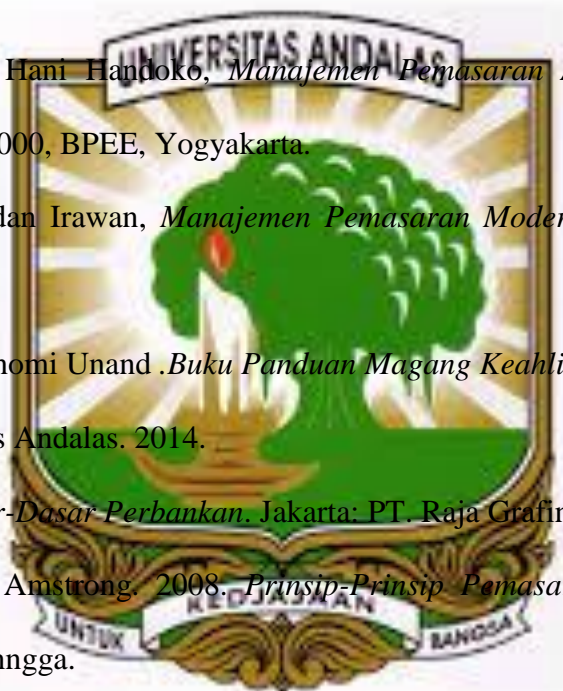 UNIVERSITAS ANDALAS
Hani Handoko, Manajemen Pemasaran
000, BPEE, Yogyakarta.
dan Irawan, Manajemen Pemasaran Moder
nomi Unand .Buku Panduan Magang Keahli
s Andalas. 2014.
r-Dasar Perbankan. Jakarta: PT. Raja Grafin
Amstrong. 2008. Prinsip-Prinsip Pemasa
KEDJAJAAN
UNTUK BANGSA
hngga.